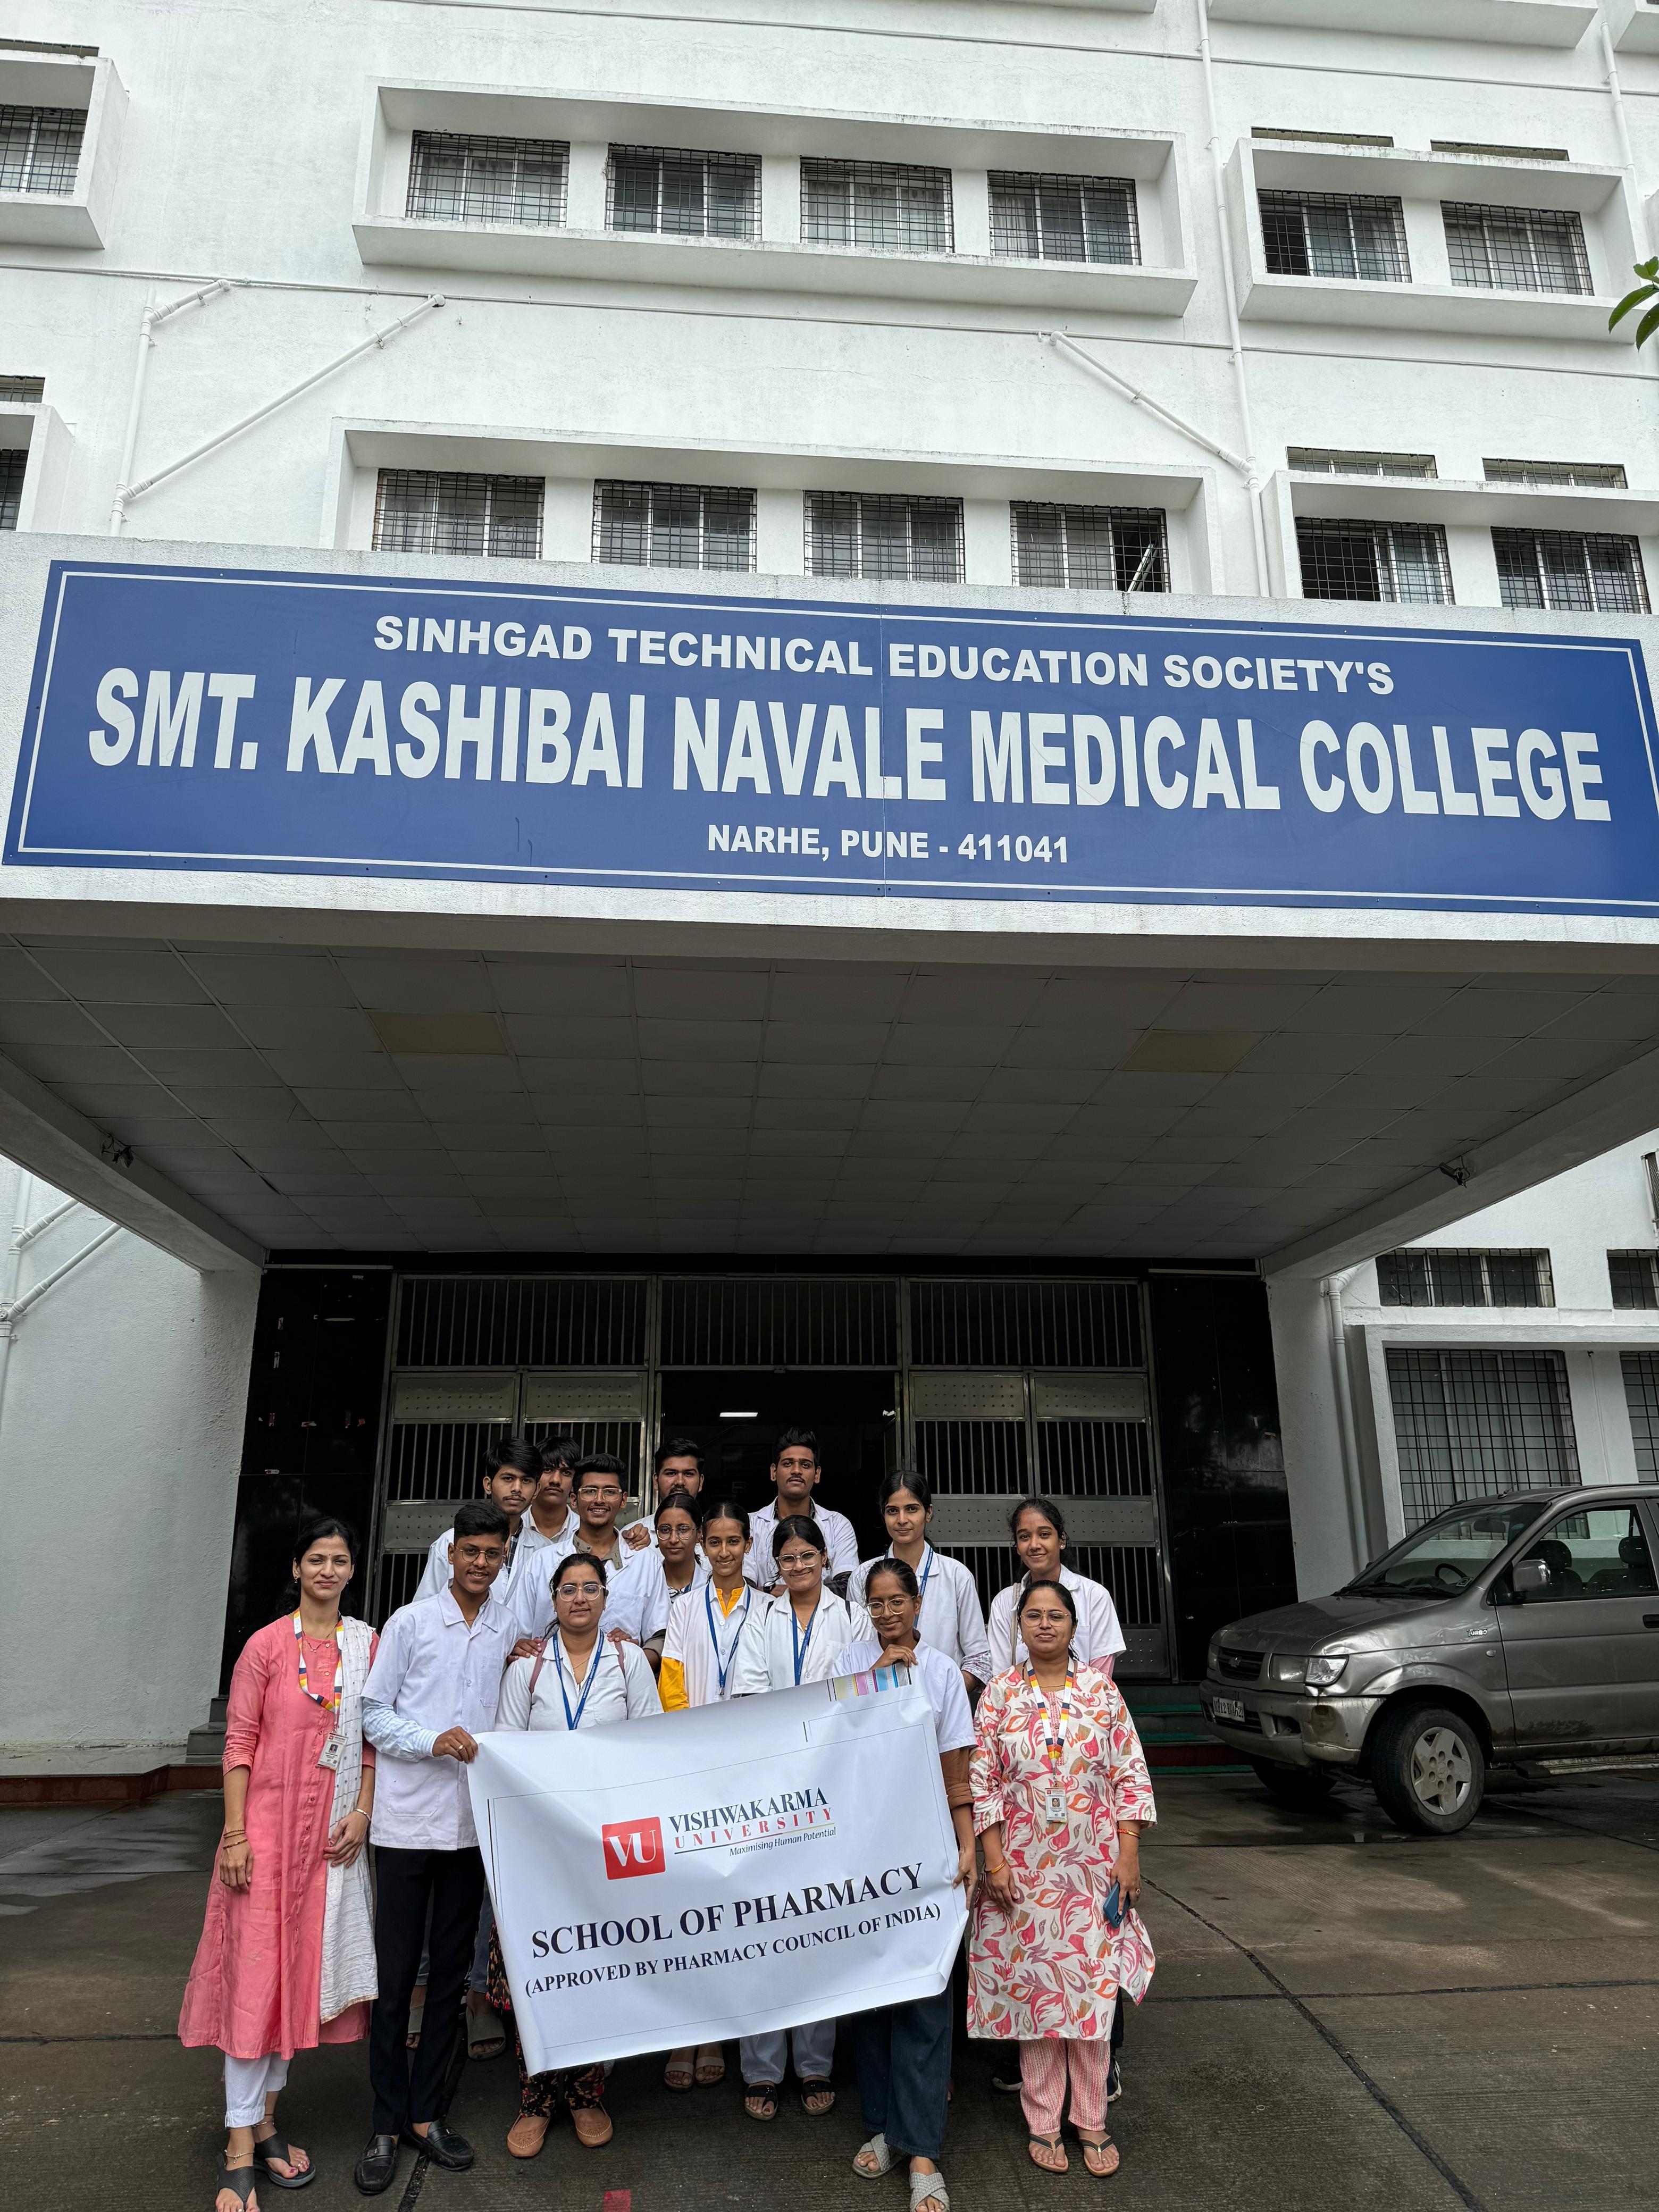 SINHGAD TECHNICAL EDUCATION SOCIETY'S
SMT. KASHIBAI NAVALE MEDICAL COLLEGE
NARHE, PUNE - 411041
VU
VISHWAKARMA
UNIVERSITY
Maximising Human Potential
SCHOOL OF PHARMACY
(APPROVED BY PHARMACY COUNCIL OF INDIA)